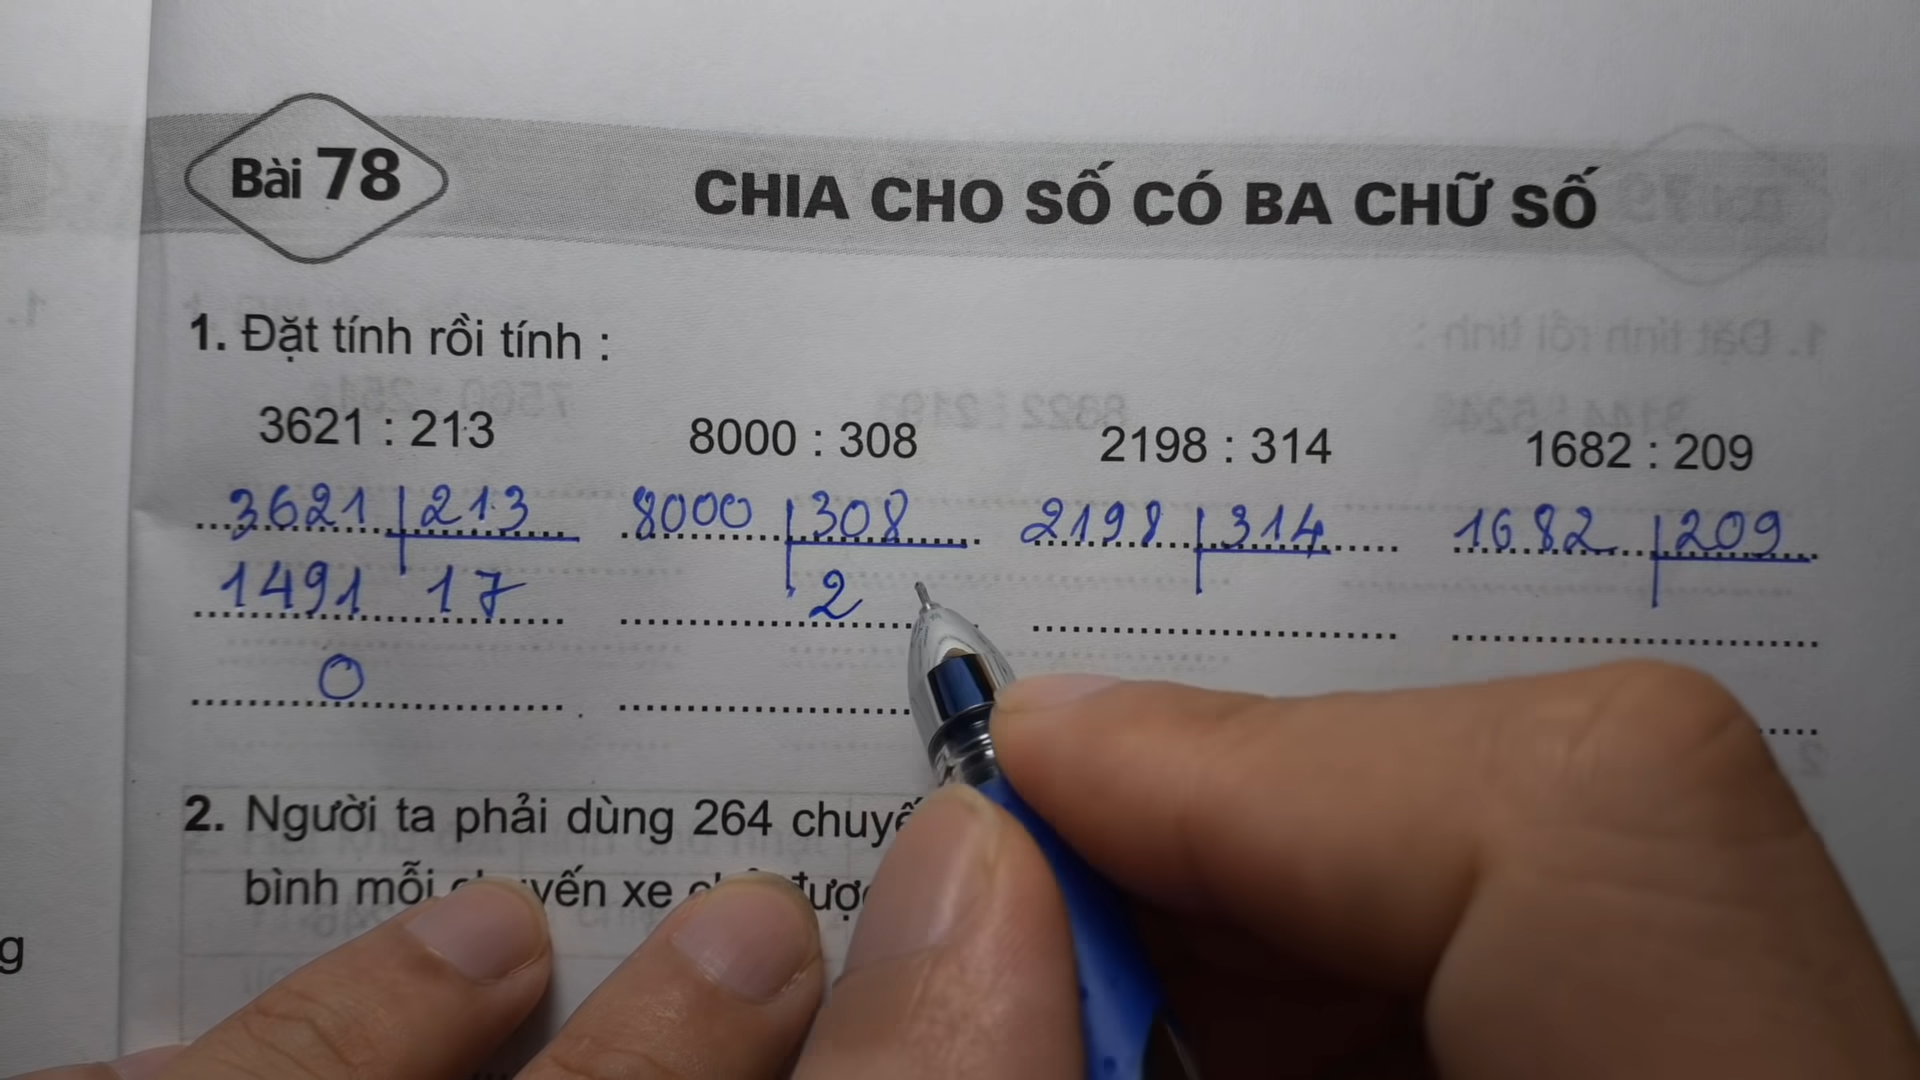 Bài 78
CHIA CHO SỐ CÓ BA CHỮ SỐ
1. Đặt tính rồi tính :
3621 : 213 8000 : 308 2198 : 314 1682 : 209
3621 213 8000 308 2198 314 1682 209
1491 17 2
0
2. Người ta phải dùng 264
bình mỗi xe
g